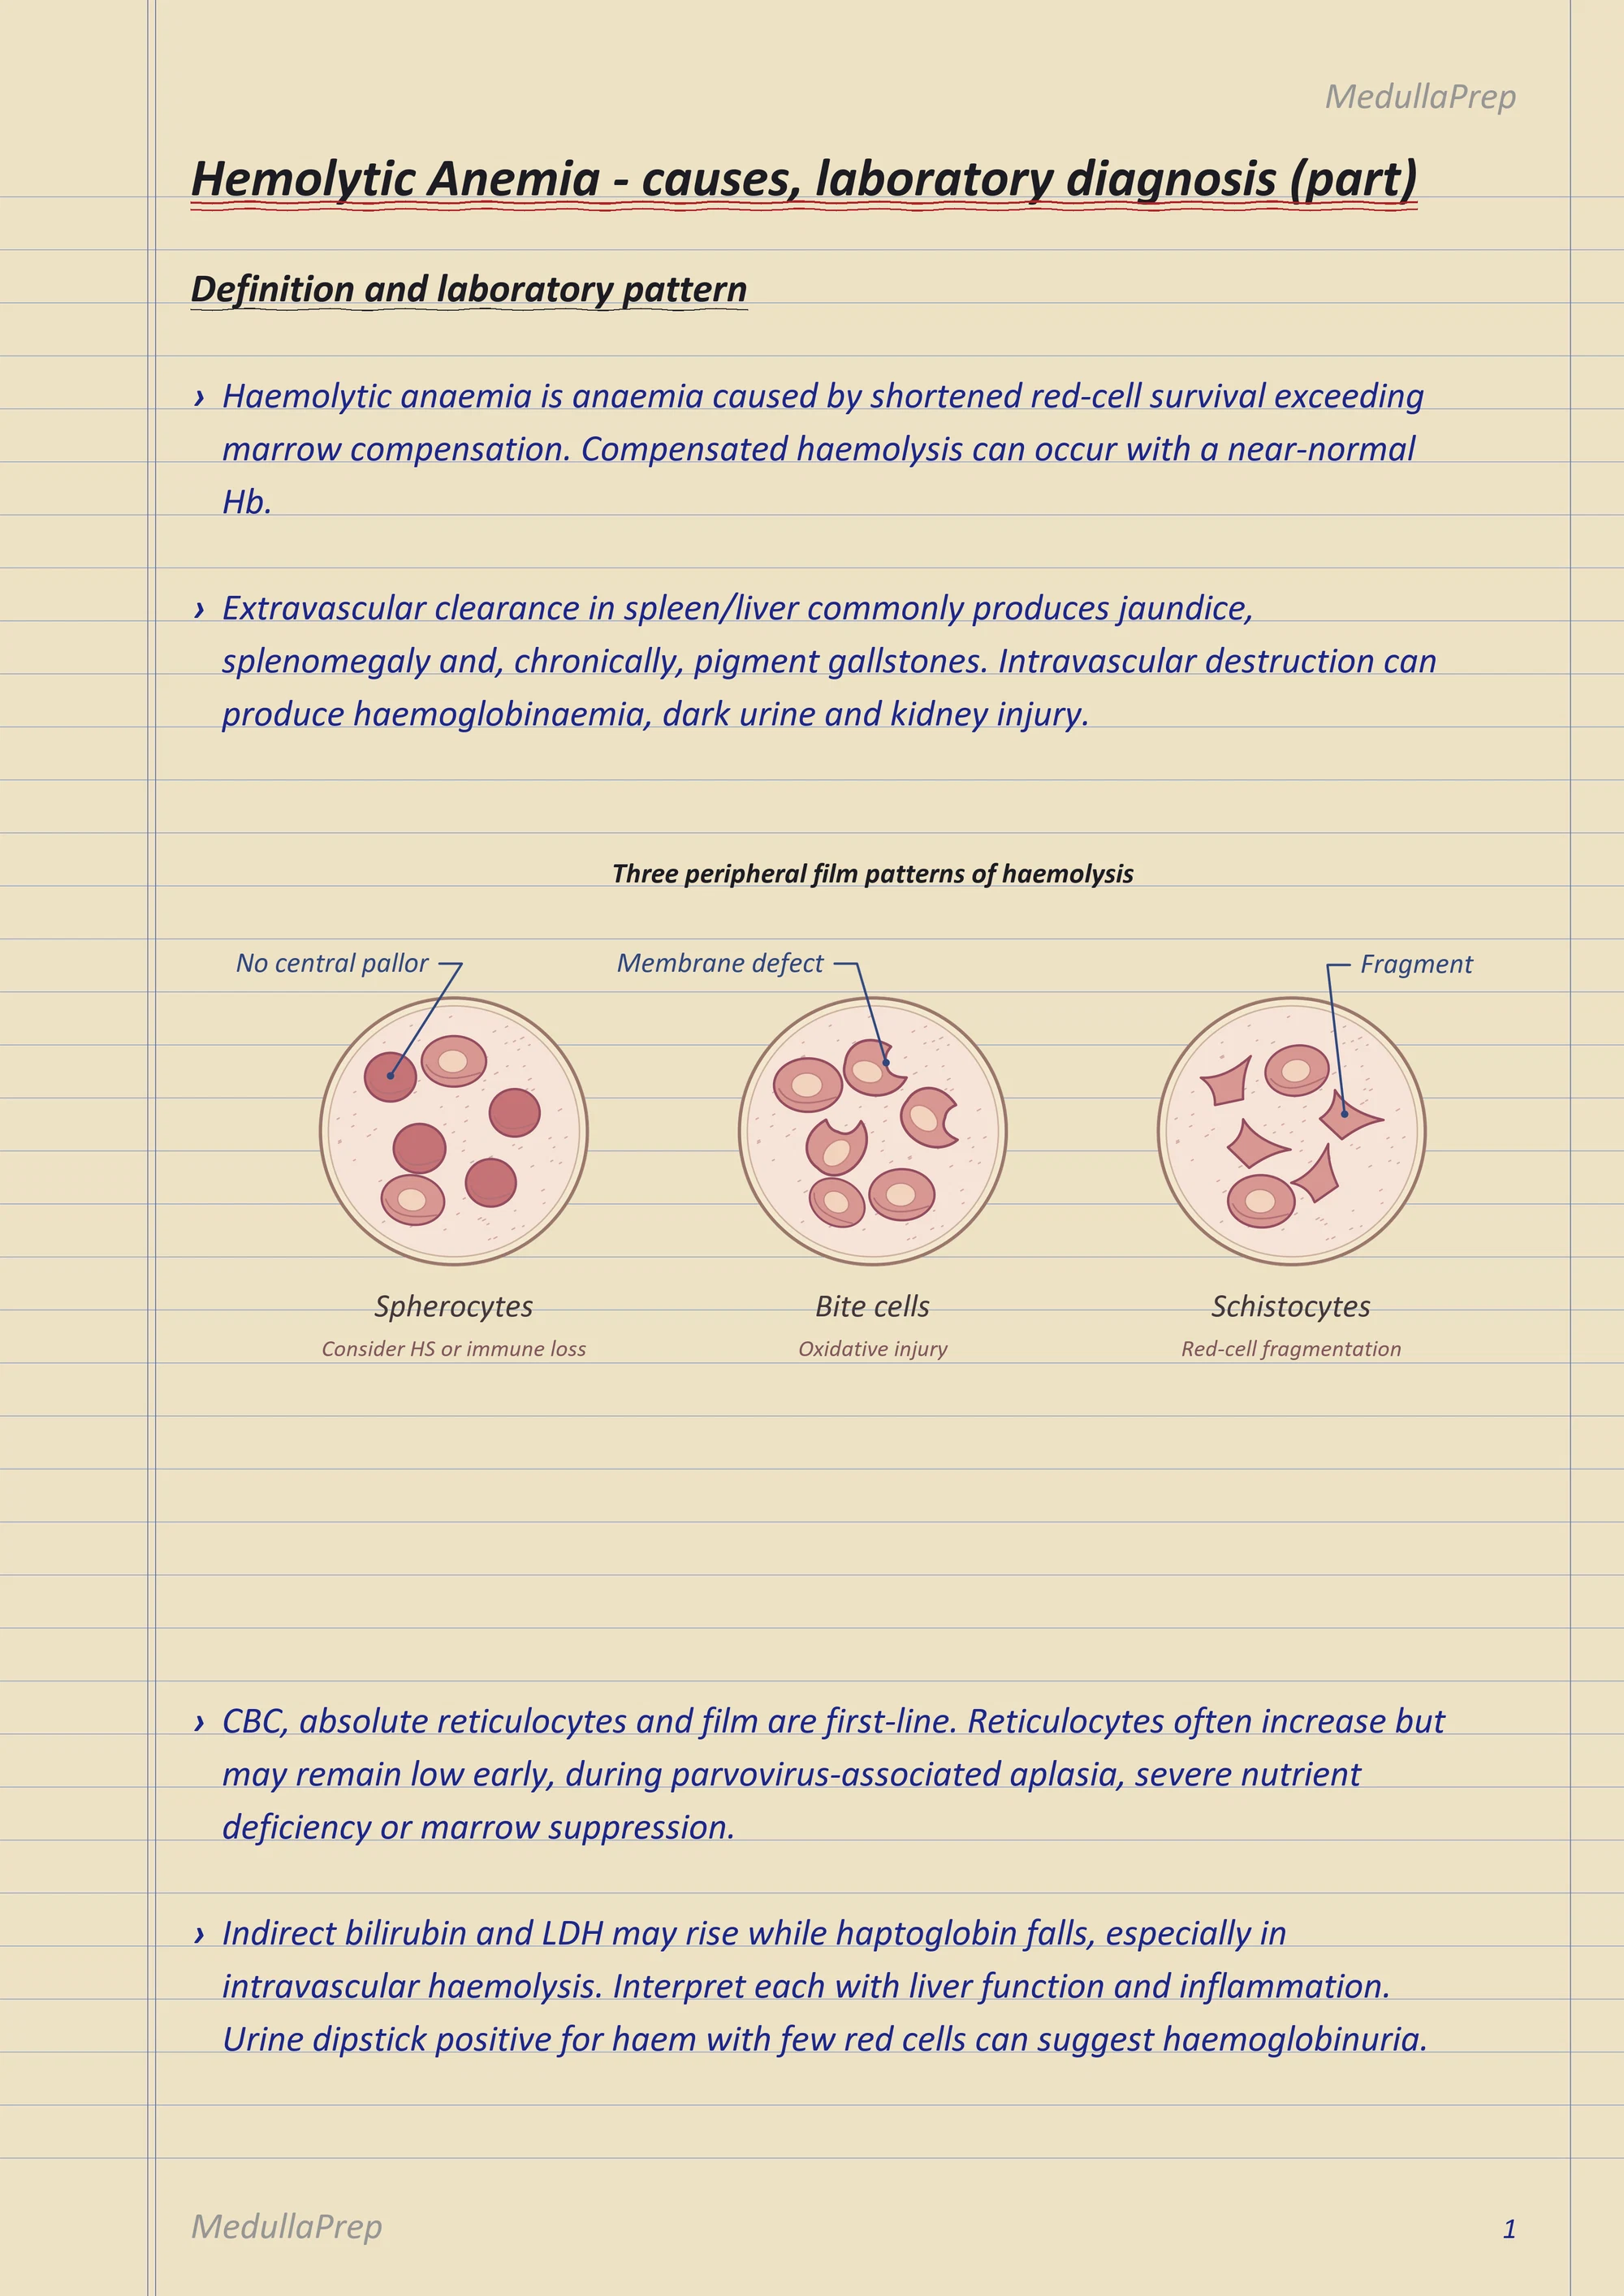 MedullaPrep
Hemolytic Anemia - causes, laboratory diagnosis (part)
Definition and laboratory pattern
› Haemolytic anaemia is anaemia caused by shortened red-cell survival exceeding
marrow compensation. Compensated haemolysis can occur with a near-normal
Hb.
› Extravascular clearance in spleen/liver commonly produces jaundice,
splenomegaly and, chronically, pigment gallstones. Intravascular destruction can
produce haemoglobinaemia, dark urine and kidney injury.
Three peripheral film patterns of haemolysis
No central pallor
Membrane defect
Fragment
Spherocytes
Bite cells
Schistocytes
Consider HS or immune loss
Oxidative injury
Red-cell fragmentation
› CBC, absolute reticulocytes and film are first-line. Reticulocytes often increase but
may remain low early, during parvovirus-associated aplasia, severe nutrient
deficiency or marrow suppression.
› Indirect bilirubin and LDH may rise while haptoglobin falls, especially in
intravascular haemolysis. Interpret each with liver function and inflammation.
Urine dipstick positive for haem with few red cells can suggest haemoglobinuria.
MedullaPrep
1